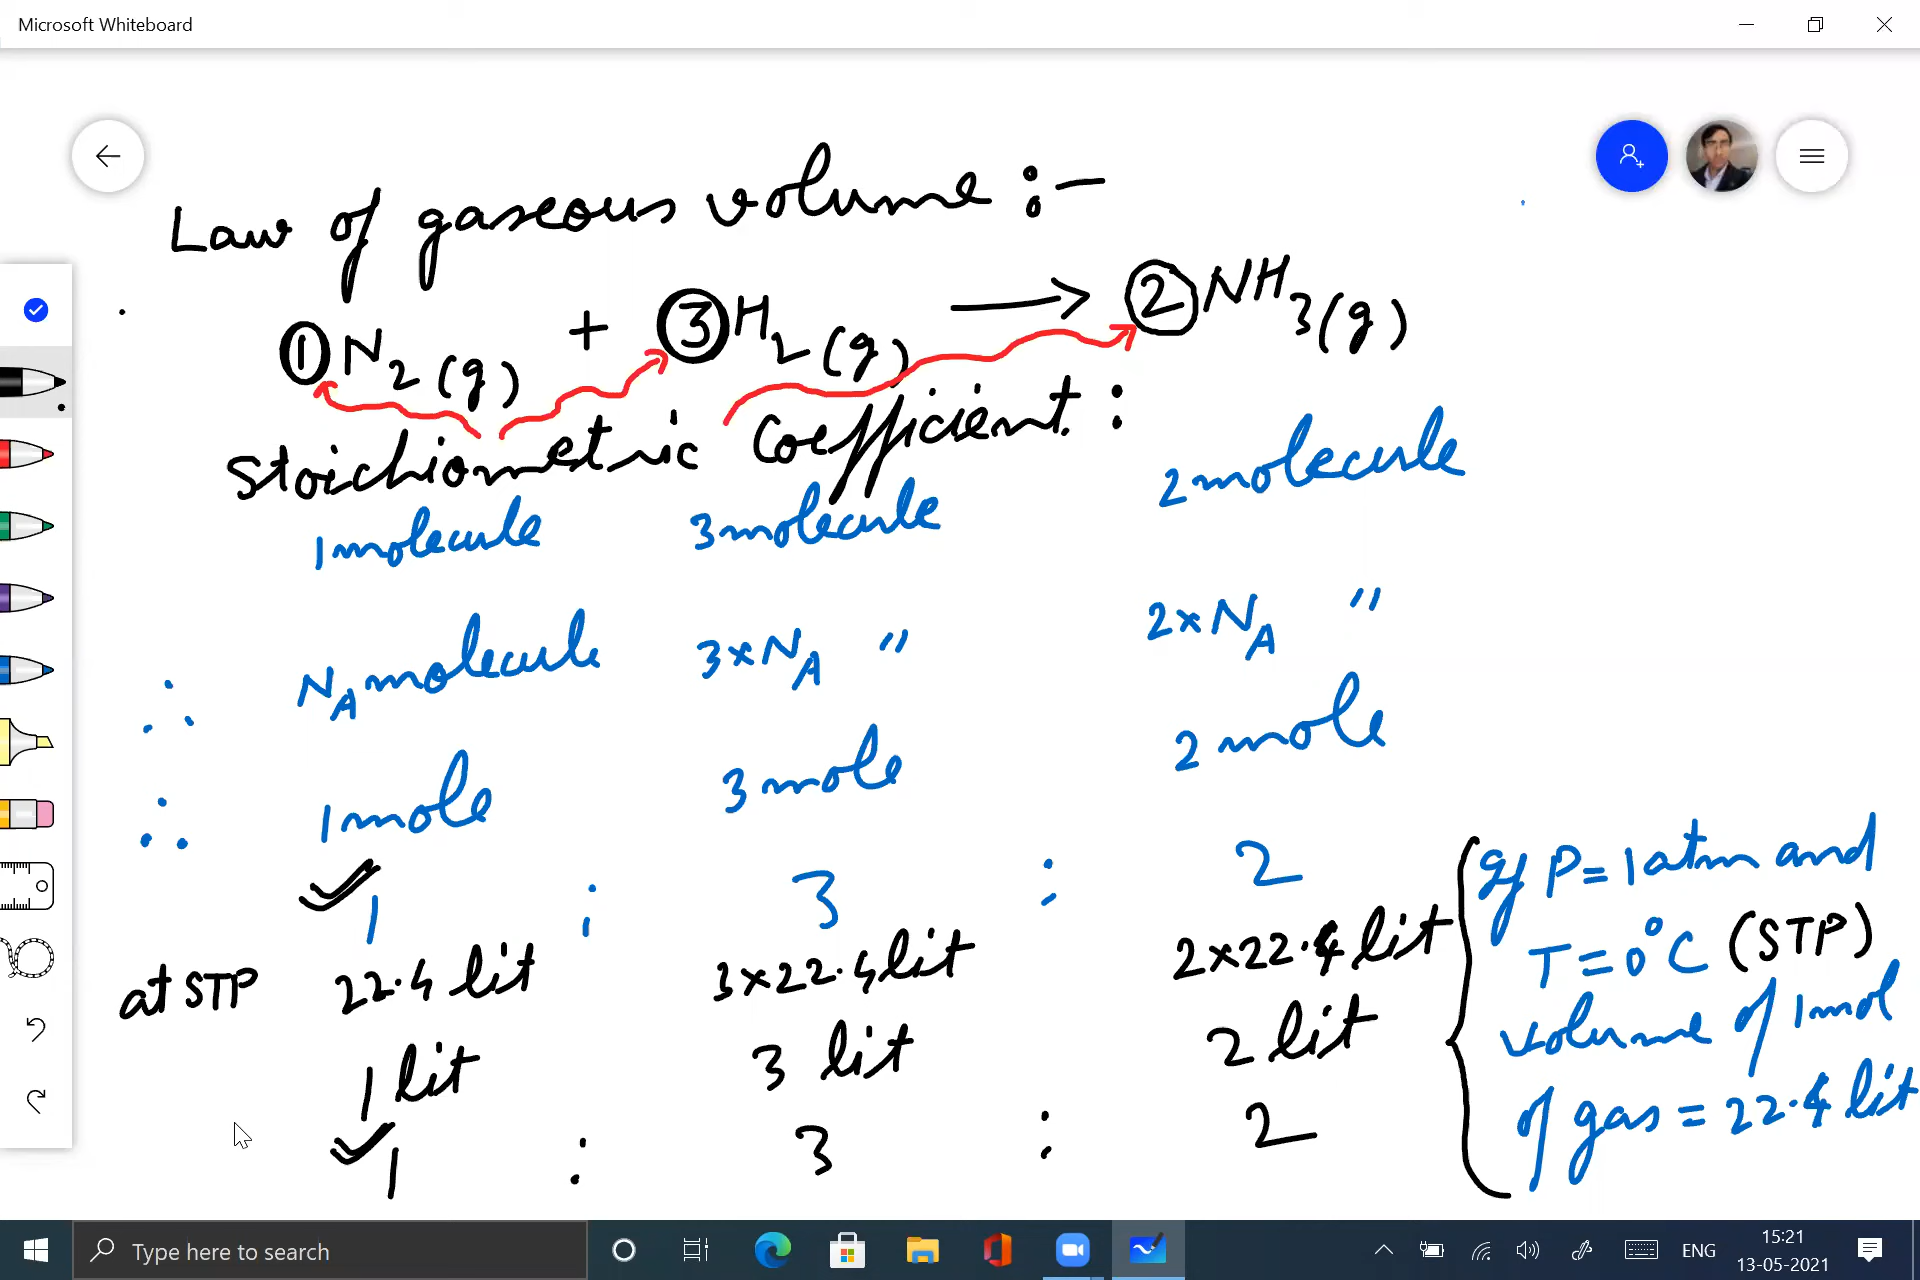 Microsoft Whiteboard
Law of gaseous volume :-
1 N2(g) + 3 H2(g) → 2 NH3(g)
Stoichiometric Coefficient :
1 molecule 3 molecule 2 molecule
∴ NA molecule 3×NA " 2×NA "
∴ 1 mole 3 mole 2 mole
1 : 3 : 2
at STP 22.4 lit 3×22.4 lit 2×22.4 lit
1 lit 3 lit 2 lit
1 : 3 : 2
If P = 1 atm and
T = 0°C (STP)
volume of 1 mol
of gas = 22.4 lit
Type here to search
ENG
15:21
13-05-2021